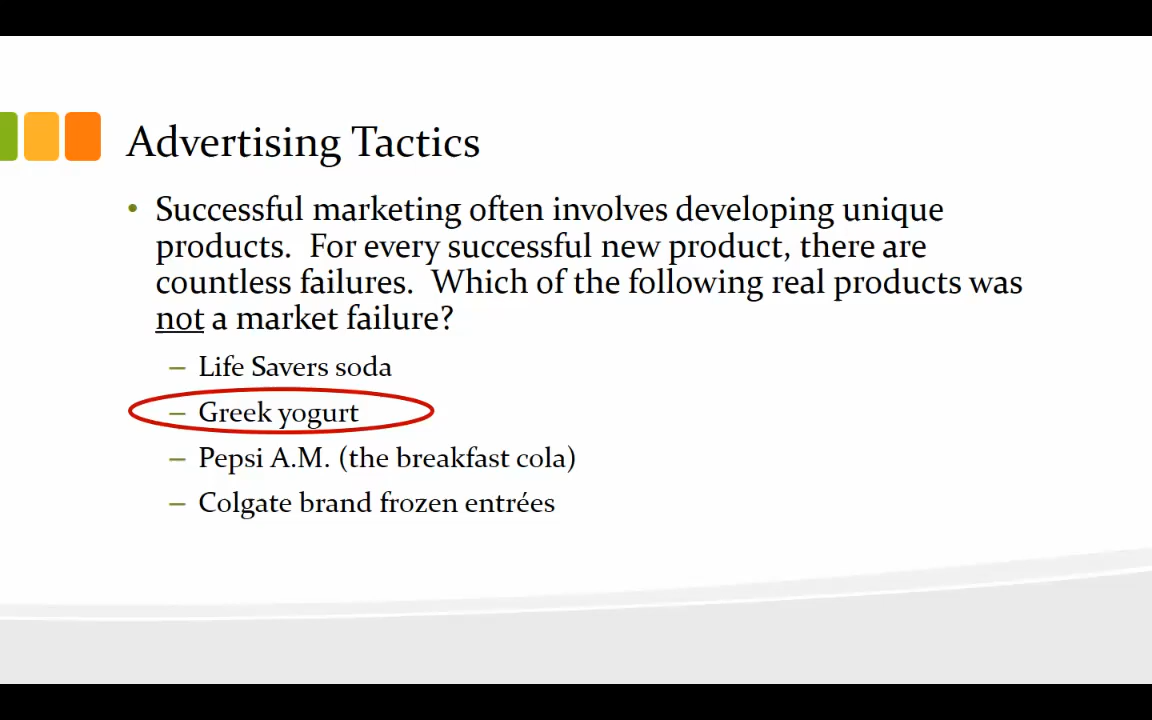 Advertising Tactics
• Successful marketing often involves developing unique
products.  For every successful new product, there are
countless failures.  Which of the following real products was
not a market failure?
– Life Savers soda
– Greek yogurt
– Pepsi A.M. (the breakfast cola)
– Colgate brand frozen entrées